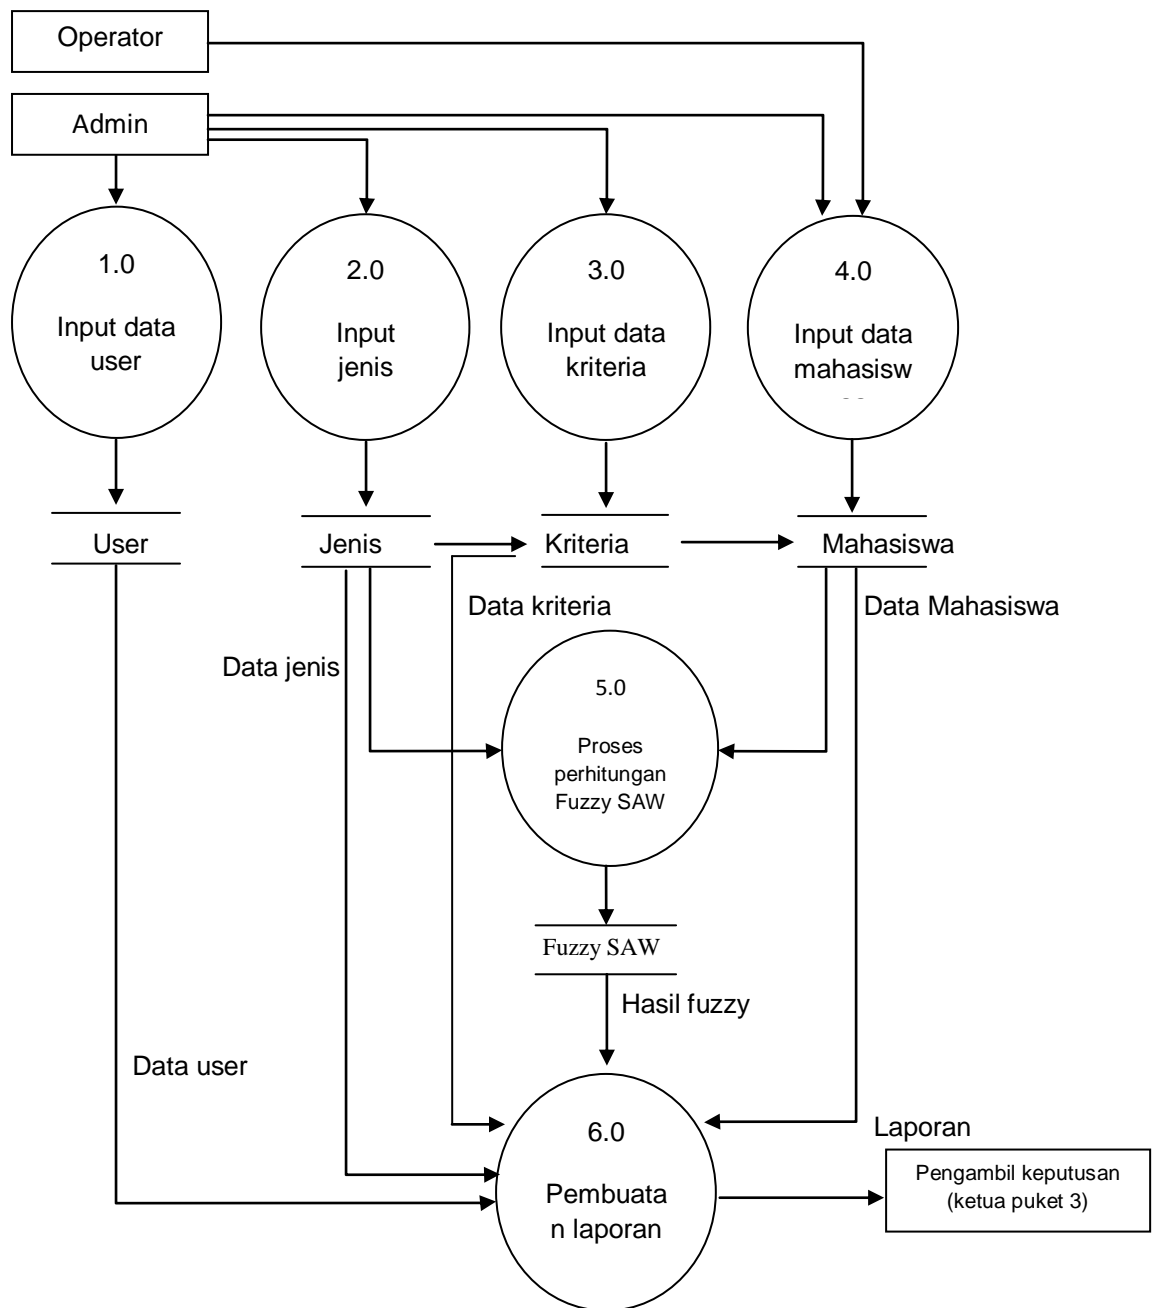 Operator
Admin
1.0
Input data
user
2.0
Input
jenis
3.0
Input data
kriteria
4.0
Input data
mahasisw
User
Jenis
Kriteria
Mahasiswa
Data kriteria
Data Mahasiswa
Data jenis
5.0
Proses
perhitungan
Fuzzy SAW
Fuzzy SAW
Hasil fuzzy
Data user
6.0
Pembuata
n laporan
Laporan
Pengambil keputusan
(ketua puket 3)